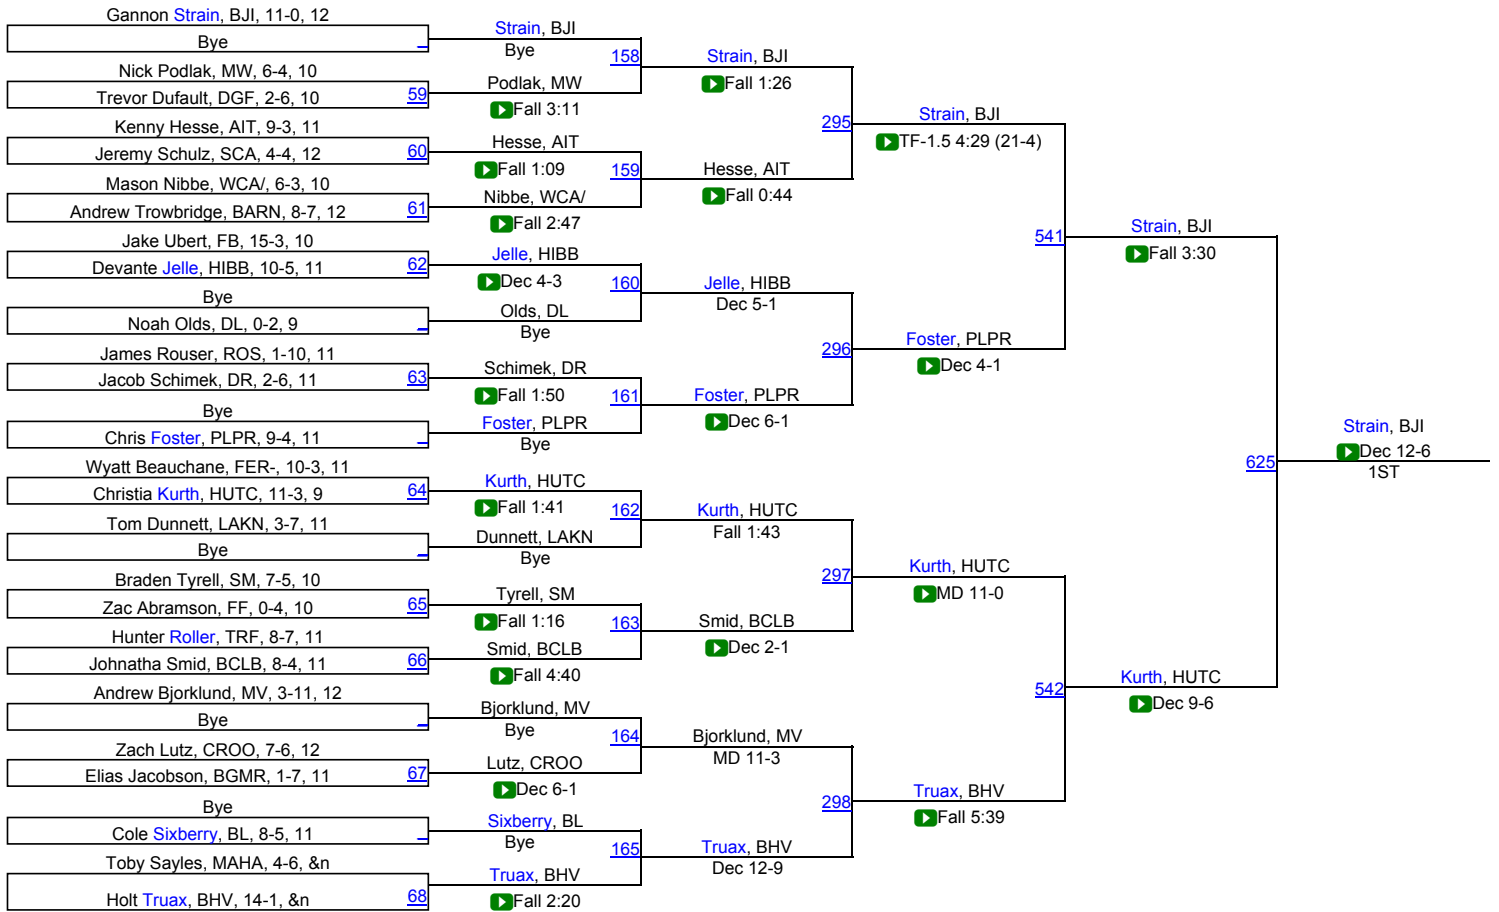 Gannon Strain, BJI, 11-0, 12
Bye
Nick Podlak, MW, 6-4, 10
Trevor Dufault, DGF, 2-6, 10
59
Kenny Hesse, AIT, 9-3, 11
Jeremy Schulz, SCA, 4-4, 12
60
Mason Nibbe, WCA/, 6-3, 10
Andrew Trowbridge, BARN, 8-7, 12
61
Jake Ubert, FB, 15-3, 10
Devante Jelle, HIBB, 10-5, 11
62
Bye
Noah Olds, DL, 0-2, 9
James Rouser, ROS, 1-10, 11
Jacob Schimek, DR, 2-6, 11
63
Bye
Chris Foster, PLPR, 9-4, 11
Wyatt Beauchane, FER-, 10-3, 11
Christia Kurth, HUTC, 11-3, 9
64
Tom Dunnett, LAKN, 3-7, 11
Bye
Braden Tyrell, SM, 7-5, 10
Zac Abramson, FF, 0-4, 10
65
Hunter Roller, TRF, 8-7, 11
Johnatha Smid, BCLB, 8-4, 11
66
Andrew Bjorklund, MV, 3-11, 12
Bye
Zach Lutz, CROO, 7-6, 12
Elias Jacobson, BGMR, 1-7, 11
67
Bye
Cole Sixberry, BL, 8-5, 11
Toby Sayles, MAHA, 4-6, &n
Holt Truax, BHV, 14-1, &n
68
Strain, BJI
Bye
158
Podlak, MW
Fall 3:11
Hesse, AIT
Fall 1:09
159
Nibbe, WCA/
Fall 2:47
Jelle, HIBB
Dec 4-3
160
Olds, DL
Bye
Schimek, DR
Fall 1:50
161
Foster, PLPR
Bye
Kurth, HUTC
Fall 1:41
162
Dunnett, LAKN
Bye
Tyrell, SM
Fall 1:16
163
Smid, BCLB
Fall 4:40
Bjorklund, MV
Bye
164
Lutz, CROO
Dec 6-1
Sixberry, BL
Bye
165
Truax, BHV
Fall 2:20
Strain, BJI
Fall 1:26
295
Hesse, AIT
Fall 0:44
Jelle, HIBB
Dec 5-1
296
Foster, PLPR
Dec 6-1
Kurth, HUTC
Fall 1:43
297
Smid, BCLB
Dec 2-1
Bjorklund, MV
MD 11-3
298
Truax, BHV
Dec 12-9
Strain, BJI
TF-1.5 4:29 (21-4)
541
Foster, PLPR
Dec 4-1
Kurth, HUTC
MD 11-0
542
Truax, BHV
Fall 5:39
Strain, BJI
Fall 3:30
625
Kurth, HUTC
Dec 9-6
Strain, BJI
Dec 12-6
1ST